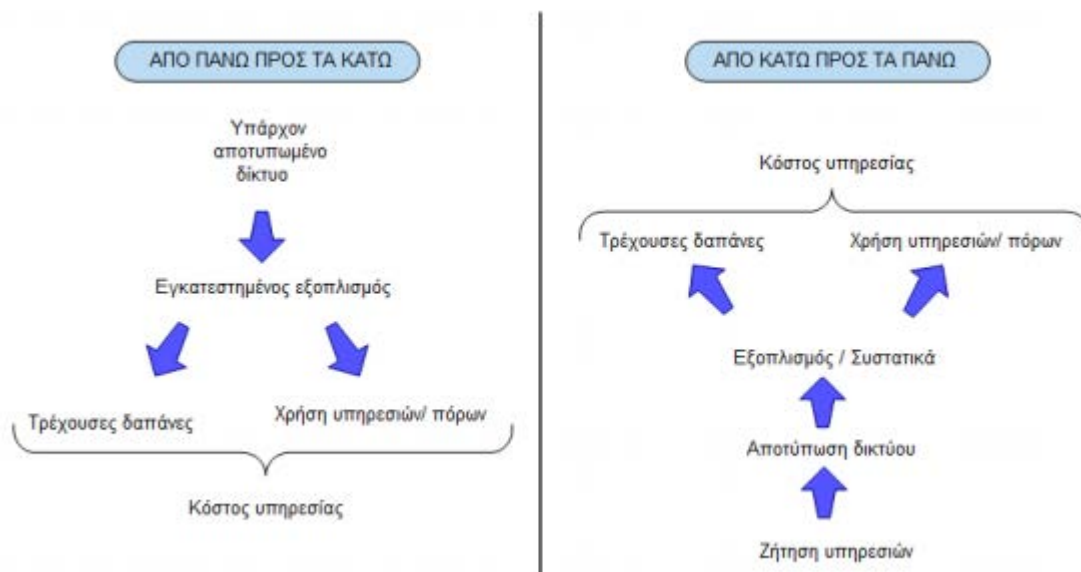 ΑΠΟ ΠΑΝΩ ΠΡΟΣ ΤΑ ΚΑΤΩ
Υπάρχον
αποτυπωμένο
δίκτυο
Εγκατεστημένος εξοπλισμός
Τρέχουσες δαπάνες
Χρήση υπηρεσιών/ πόρων
Κόστος υπηρεσίας
ΑΠΟ ΚΑΤΩ ΠΡΟΣ ΤΑ ΠΑΝΩ
Κόστος υπηρεσίας
Τρέχουσες δαπάνες
Χρήση υπηρεσιών/ πόρων
Εξοπλισμός / Συστατικά
Αποτύπωση δικτύου
Ζήτηση υπηρεσιών